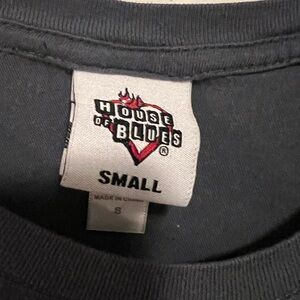 HOUSE
OF BLUES
®
SMALL
MADE IN CHINA
S